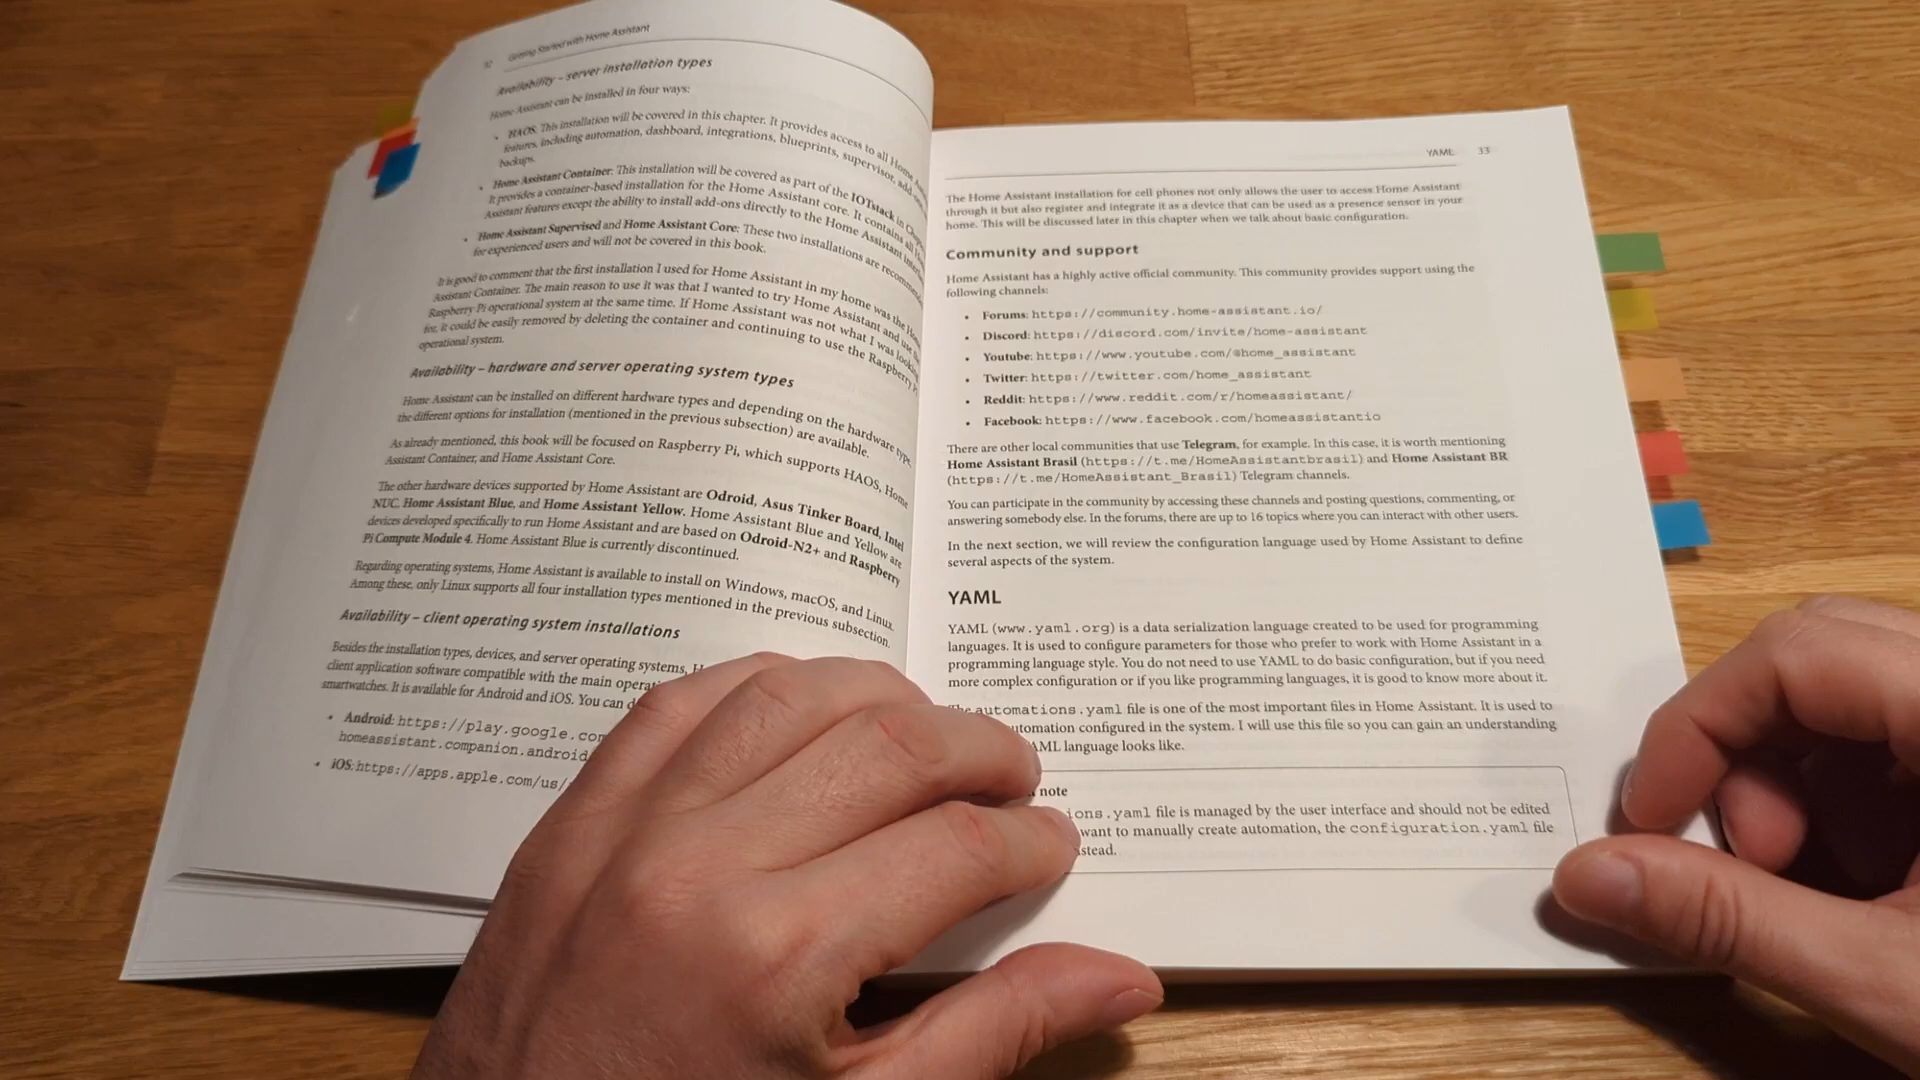 32 Getting Started with Home Assistant
Availability – server installation types
Home Assistant can be installed in four ways:
• HAOS: This installation will be covered in this chapter. It provides access to all Home
features, including automation, dashboard, integrations, blueprints, supervisor, add-
backups.
• Home Assistant Container: This installation will be covered as part of the IOTstack in
It provides a container-based installation for the Home Assistant core. It contains all
Assistant features except the ability to install add-ons directly to the Home Assistant
• Home Assistant Supervised and Home Assistant Core: These two installations are
for experienced users and will not be covered in this book.
It is good to comment that the first installation I used for Home Assistant in my home was the
Assistant Container. The main reason to use it was that I wanted to try Home Assistant and use the
Raspberry Pi operational system at the same time. If Home Assistant was not what I was looking
for, it could be easily removed by deleting the container and continuing to use the Raspberry
operational system.
Availability – hardware and server operating system types
Home Assistant can be installed on different hardware types and depending on the hardware type,
the different options for installation (mentioned in the previous subsection) are available.
As already mentioned, this book will be focused on Raspberry Pi, which supports HAOS, Home
Assistant Container, and Home Assistant Core.
The other hardware devices supported by Home Assistant are Odroid, Asus Tinker Board, Intel
NUC, Home Assistant Blue, and Home Assistant Yellow. Home Assistant Blue and Yellow are
devices developed specifically to run Home Assistant and are based on Odroid-N2+ and Raspberry
Pi Compute Module 4. Home Assistant Blue is currently discontinued.
Regarding operating systems, Home Assistant is available to install on Windows, macOS, and Linux.
Among these, only Linux supports all four installation types mentioned in the previous subsection.
Availability – client operating system installations
Besides the installation types, devices, and server operating systems,
client application software compatible with the main
smartwatches. It is available for Android and iOS. You can
• Android: https://play.google.com
homeassistant.companion.android
• iOS: https://apps.apple.com/us/
YAML 33
The Home Assistant installation for cell phones not only allows the user to access Home Assistant
through it but also register and integrate it as a device that can be used as a presence sensor in your
home. This will be discussed later in this chapter when we talk about basic configuration.
Community and support
Home Assistant has a highly active official community. This community provides support using the
following channels:
• Forums: https://community.home-assistant.io/
• Discord: https://discord.com/invite/home-assistant
• Youtube: https://www.youtube.com/@home_assistant
• Twitter: https://twitter.com/home_assistant
• Reddit: https://www.reddit.com/r/homeassistant/
• Facebook: https://www.facebook.com/homeassistantio
There are other local communities that use Telegram, for example. In this case, it is worth mentioning
Home Assistant Brasil (https://t.me/HomeAssistantbrasil) and Home Assistant BR
(https://t.me/HomeAssistant_Brasil) Telegram channels.
You can participate in the community by accessing these channels and posting questions, commenting, or
answering somebody else. In the forums, there are up to 16 topics where you can interact with other users.
In the next section, we will review the configuration language used by Home Assistant to define
several aspects of the system.
YAML
YAML (www.yaml.org) is a data serialization language created to be used for programming
languages. It is used to configure parameters for those who prefer to work with Home Assistant in a
programming language style. You do not need to use YAML to do basic configuration, but if you need
more complex configuration or if you like programming languages, it is good to know more about it.
The automations.yaml file is one of the most important files in Home Assistant. It is used to
automation configured in the system. I will use this file so you can gain an understanding
YAML language looks like.
note
ions.yaml file is managed by the user interface and should not be edited
want to manually create automation, the configuration.yaml file
stead.